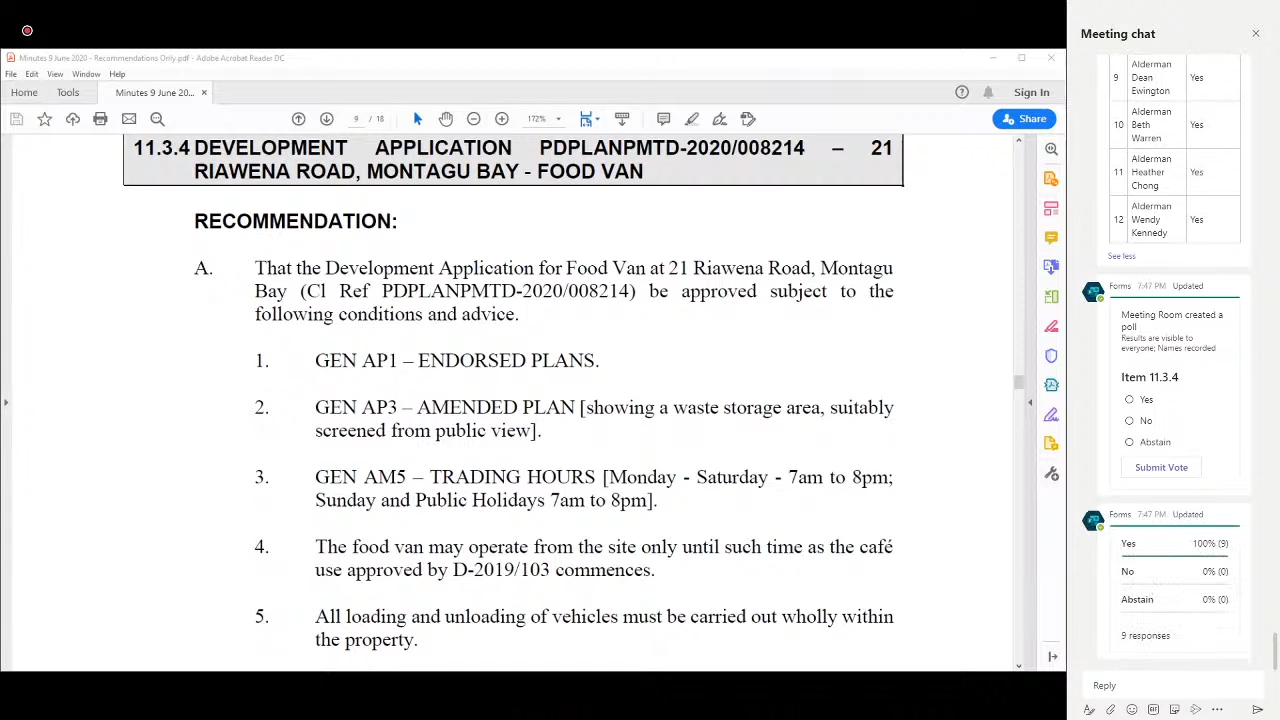 Minutes 9 June 2020 - Recommendations Only.pdf - Adobe Acrobat Reader DC
File Edit View Window Help
Home Tools Minutes 9 June 20... × Sign In
9 / 18 172% Share
11.3.4 DEVELOPMENT APPLICATION PDPLANPMTD-2020/008214 – 21
RIAWENA ROAD, MONTAGU BAY - FOOD VAN
RECOMMENDATION:
A. That the Development Application for Food Van at 21 Riawena Road, Montagu
Bay (Cl Ref PDPLANPMTD-2020/008214) be approved subject to the
following conditions and advice.
1. GEN AP1 – ENDORSED PLANS.
2. GEN AP3 – AMENDED PLAN [showing a waste storage area, suitably
screened from public view].
3. GEN AM5 – TRADING HOURS [Monday - Saturday - 7am to 8pm;
Sunday and Public Holidays 7am to 8pm].
4. The food van may operate from the site only until such time as the café
use approved by D-2019/103 commences.
5. All loading and unloading of vehicles must be carried out wholly within
the property.
Meeting chat
9 Alderman Dean Ewington Yes
10 Alderman Beth Warren Yes
11 Alderman Heather Chong Yes
12 Alderman Wendy Kennedy Yes
See less
Forms 7:47 PM Updated
Meeting Room created a
poll
Results are visible to
everyone; Names recorded
Item 11.3.4
Yes
No
Abstain
Submit Vote
Forms 7:47 PM Updated
Yes 100% (9)
No 0% (0)
Abstain 0% (0)
9 responses
Reply